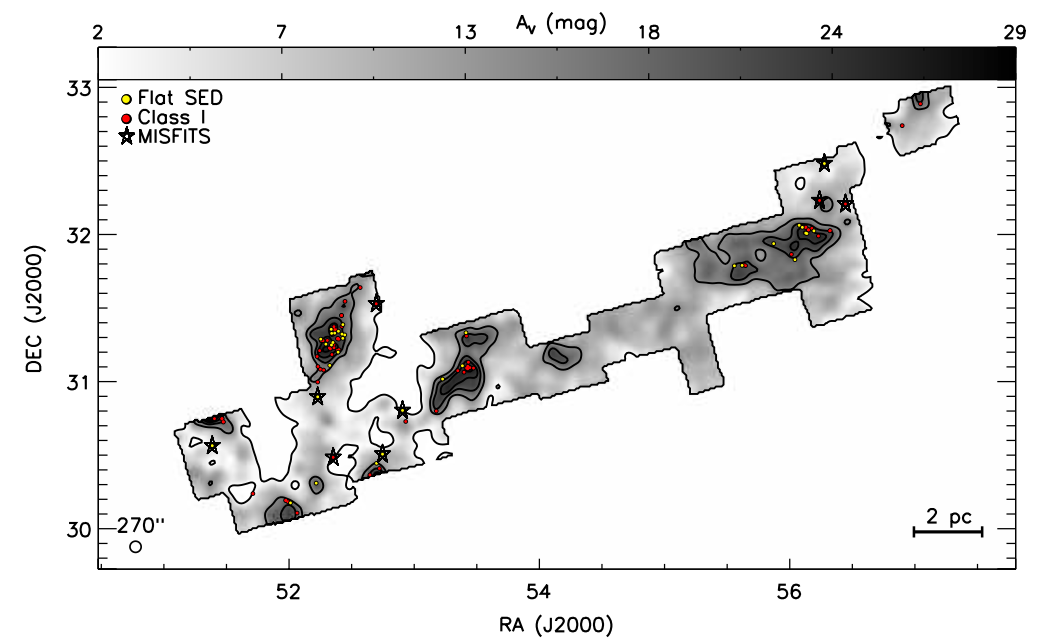 A_V (mag)
2 7 13 18 24 29
33
Flat SED
Class I
MISFITS
32
DEC (J2000)
31
30
270"
2 pc
52 54 56
RA (J2000)